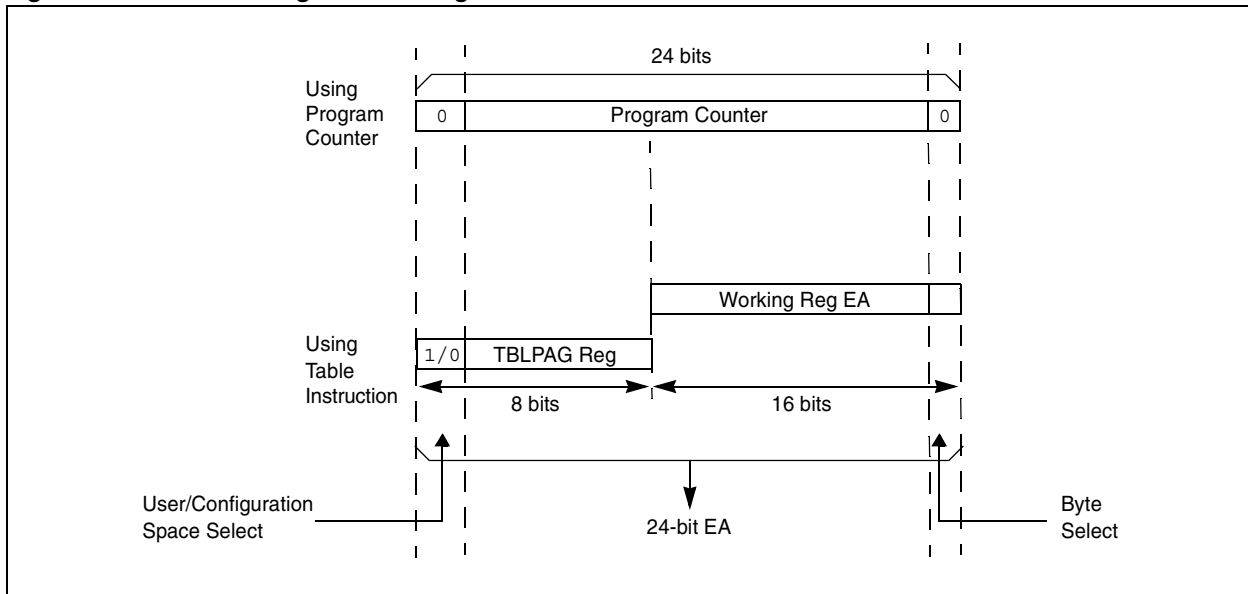 24 bits
Using
Program
Counter
0
Program Counter
0
Working Reg EA
Using
Table
Instruction
1/0
TBLPAG Reg
8 bits
16 bits
User/Configuration
Space Select
24-bit EA
Byte
Select